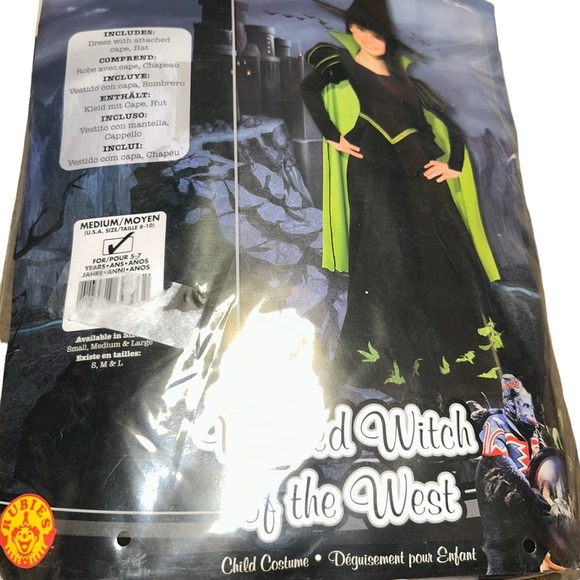 INCLUDES:
Dress with attached
cape, Hat
COMPREND:
Robe avec cape, Chapeau
INCLUYE:
Vestido con capa, Sombrero
ENTHÄLT:
Kleid mit Cape, Hut
INCLUSO:
Vestito con mantella,
Cappello
INCLUI:
Vestido com capa, Chapéu
MEDIUM/MOYEN
(U.S.A. SIZE/TAILLE 8-10)
FOR/POUR 5-7
YEARS•ANS•AÑOS
JAHRE•ANNI•ANOS
Available in
Small, Medium & Large
Existe en tailles:
S, M & L
Witch
of the West
Child Costume • Déguisement pour Enfant
RUBIE'S